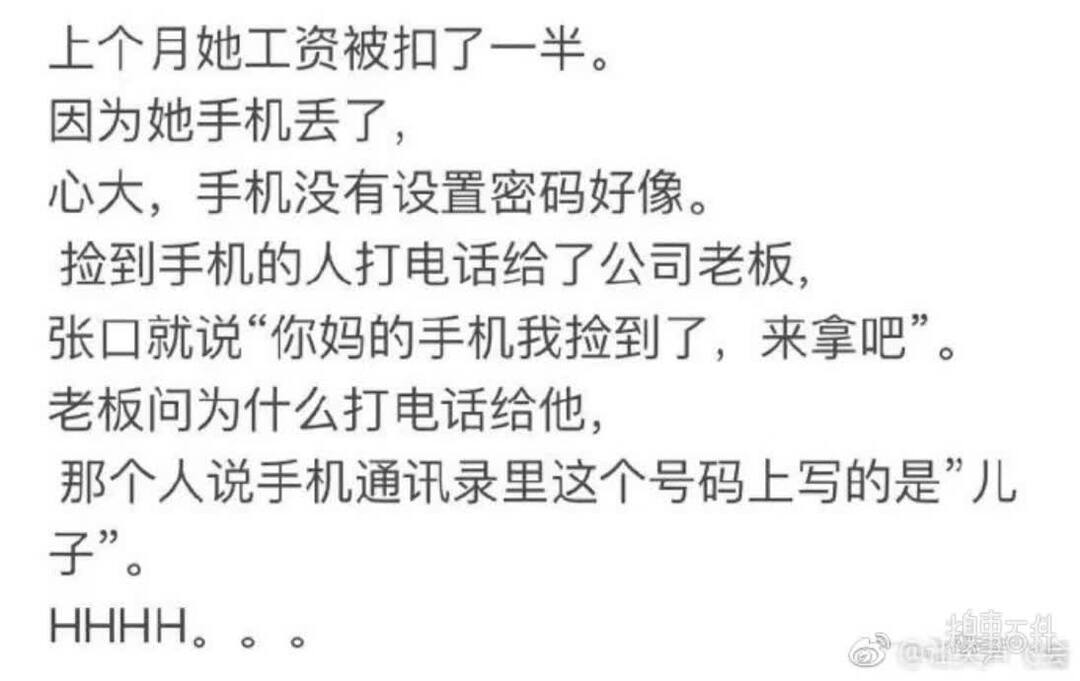 上个月她工资被扣了一半。
因为她手机丢了，
心大，手机没有设置密码好像。
捡到手机的人打电话给了公司老板，
张口就说“你妈的手机我捡到了，来拿吧”。
老板问为什么打电话给他，
那个人说手机通讯录里这个号码上写的是”儿
子”。
HHHH。。。